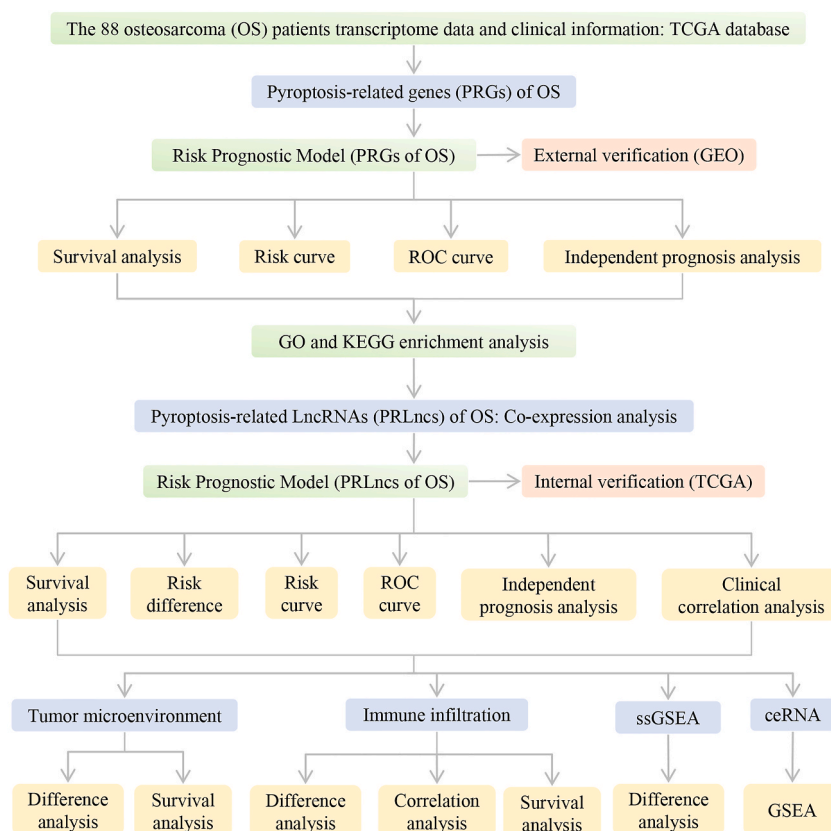 The 88 osteosarcoma (OS) patients transcriptome data and clinical information: TCGA database
Pyroptosis-related genes (PRGs) of OS
Risk Prognostic Model (PRGs of OS)
External verification (GEO)
Survival analysis
Risk curve
ROC curve
Independent prognosis analysis
GO and KEGG enrichment analysis
Pyroptosis-related LncRNAs (PRLncs) of OS: Co-expression analysis
Risk Prognostic Model (PRLncs of OS)
Internal verification (TCGA)
Survival
analysis
Risk
difference
Risk
curve
ROC
curve
Independent
prognosis analysis
Clinical
correlation analysis
Tumor microenvironment
Immune infiltration
ssGSEA
ceRNA
Difference
analysis
Survival
analysis
Difference
analysis
Correlation
analysis
Survival
analysis
Difference
analysis
GSEA